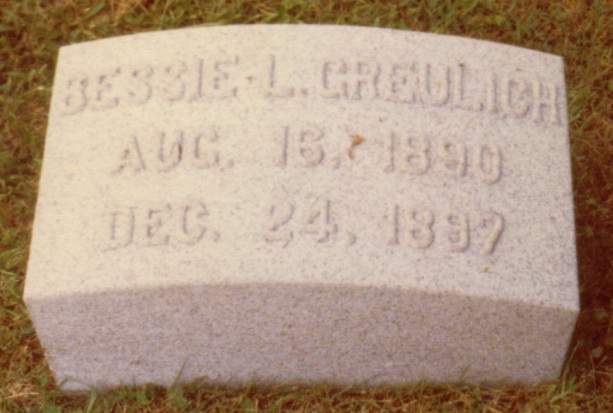 BESSIE L. GREULICH
AUG. 16, 1890
DEC. 24, 1897